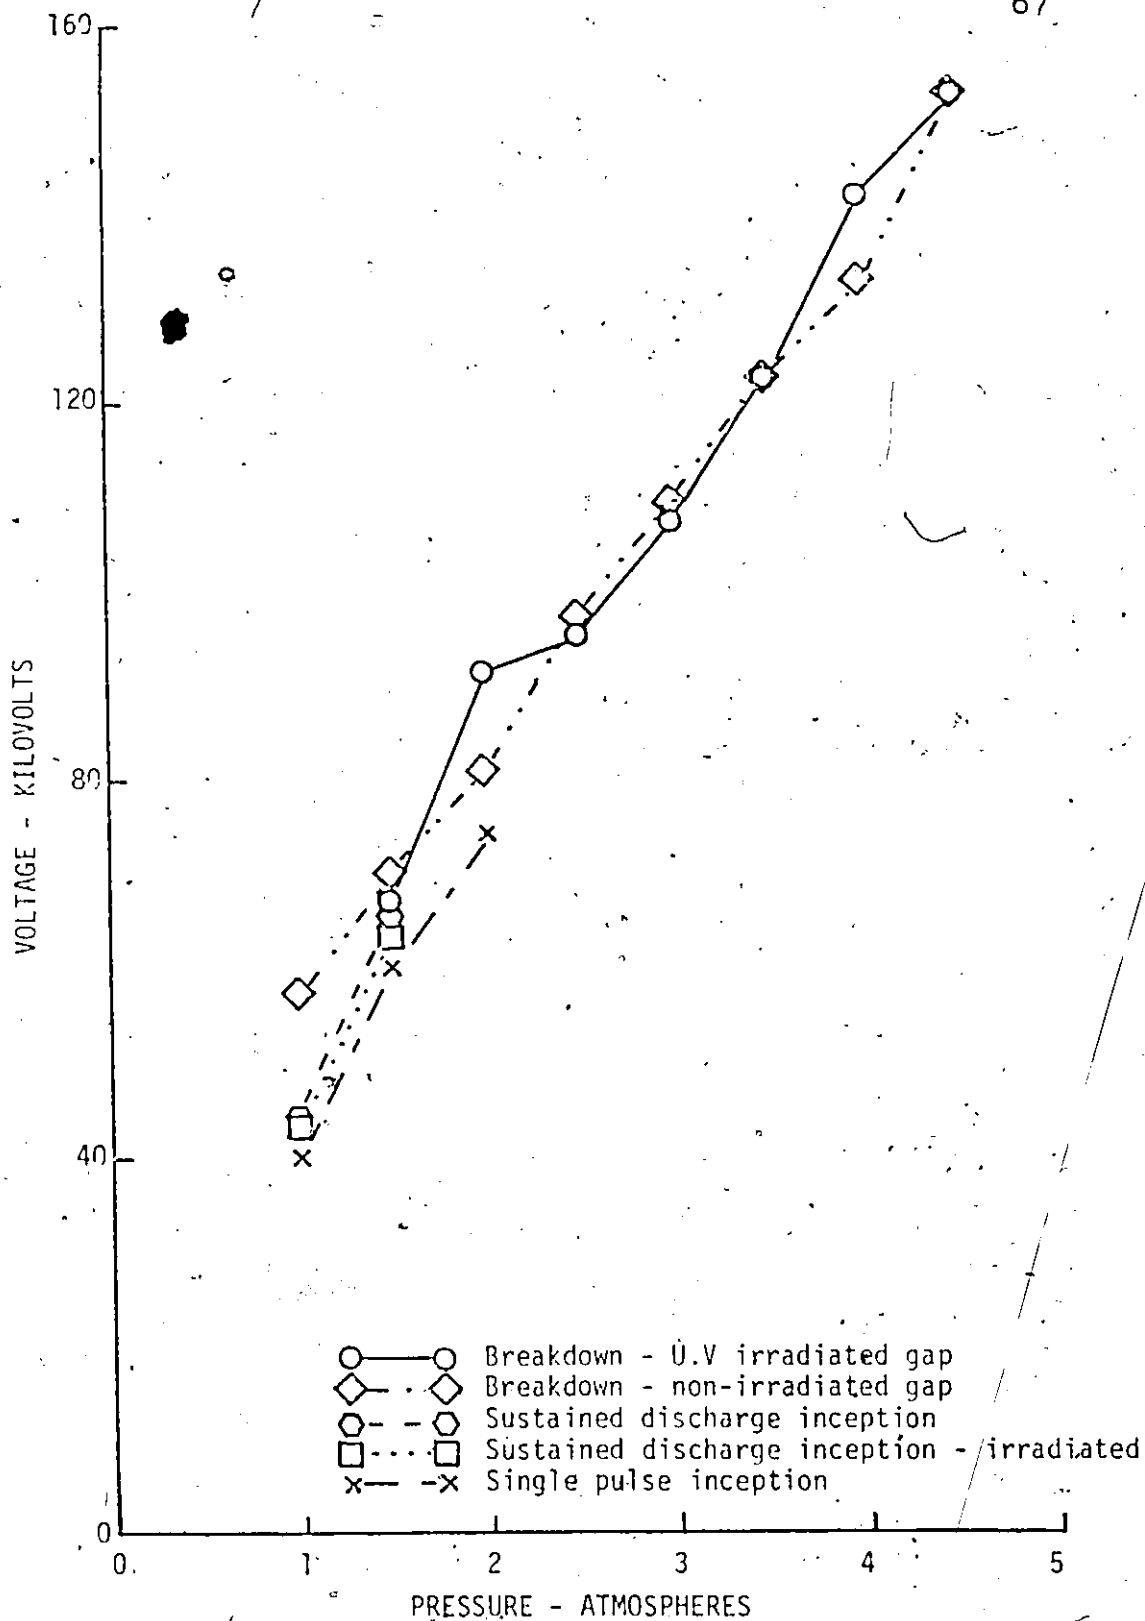 67
160
120
80
40
0
VOLTAGE - KILOVOLTS
Breakdown - U.V irradiated gap
Breakdown - non-irradiated gap
Sustained discharge inception
Sustained discharge inception - irradiated
Single pulse inception
0. 1 2 3 4 5
PRESSURE - ATMOSPHERES